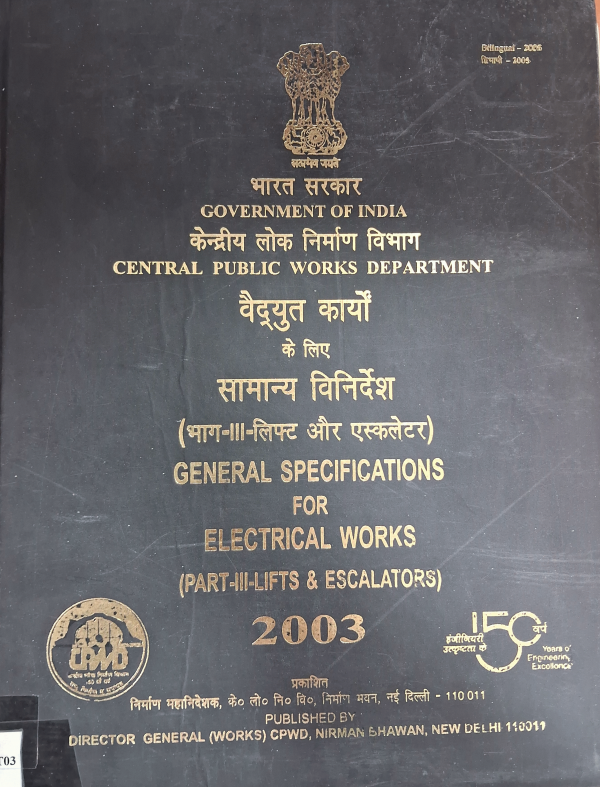 Bilingual - 2006
द्विभाषी - 2006
सत्यमेव जयते
भारत सरकार
GOVERNMENT OF INDIA
केन्द्रीय लोक निर्माण विभाग
CENTRAL PUBLIC WORKS DEPARTMENT
वैद्युत कार्यों
के लिए
सामान्य विनिर्देश
(भाग-III-लिफ्ट और एस्कलेटर)
GENERAL SPECIFICATIONS
FOR
ELECTRICAL WORKS
(PART-III-LIFTS & ESCALATORS)
2003
CPWD
केन्द्रीय लोक निर्माण विभाग
150 वर्ष
इंजीनियरी
उत्कृष्टता के
Years of
Engineering
Excellence
प्रकाशित
निर्माण महानिदेशक, के० लो० नि० वि०, निर्माण भवन, नई दिल्ली - 110 011
PUBLISHED BY
DIRECTOR GENERAL (WORKS) CPWD, NIRMAN BHAWAN, NEW DELHI 110011
T03